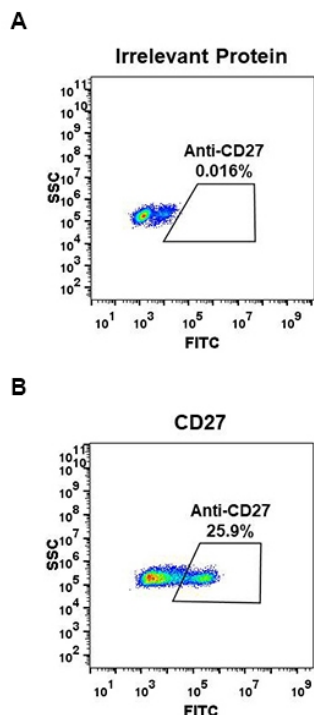 A
Irrelevant Protein
10¹¹
10¹⁰
10⁹
10⁸
10⁷
10⁶
10⁵
10⁴
10³
10²
SSC
Anti-CD27
0.016%
10¹ 10³ 10⁵ 10⁷ 10⁹
FITC
B
CD27
10¹¹
10¹⁰
10⁹
10⁸
10⁷
10⁶
10⁵
10⁴
10³
10²
SSC
Anti-CD27
25.9%
10¹ 10³ 10⁵ 10⁷ 10⁹
FITC